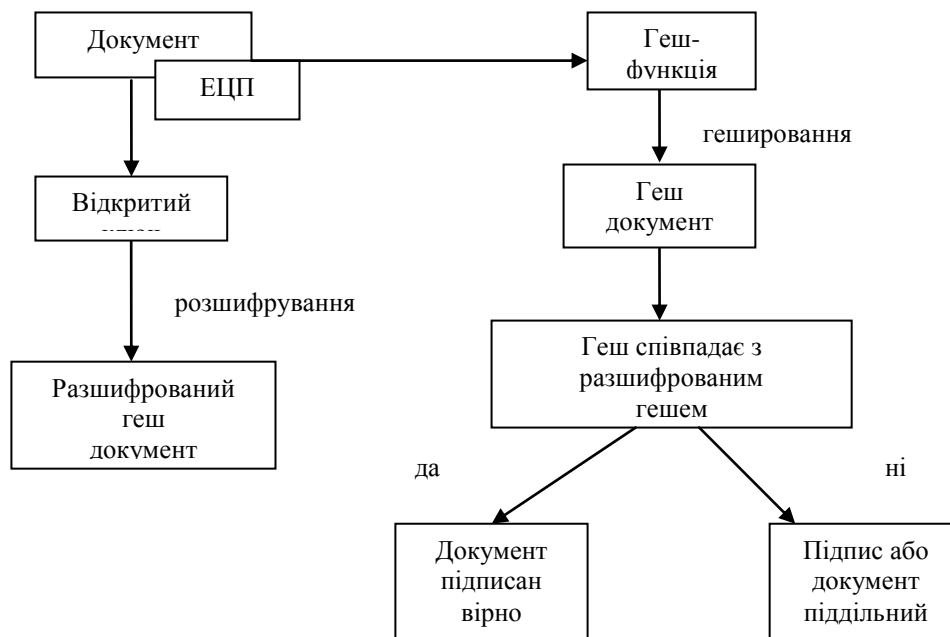 Документ
ЕЦП
Геш-
функція
гешировання
Відкритий
Геш
документ
розшифрування
Геш співпадає з
разшифрованим
гешем
Разшифрований
геш
документ
да
ні
Документ
підписан
вірно
Підпис або
документ
піддільний